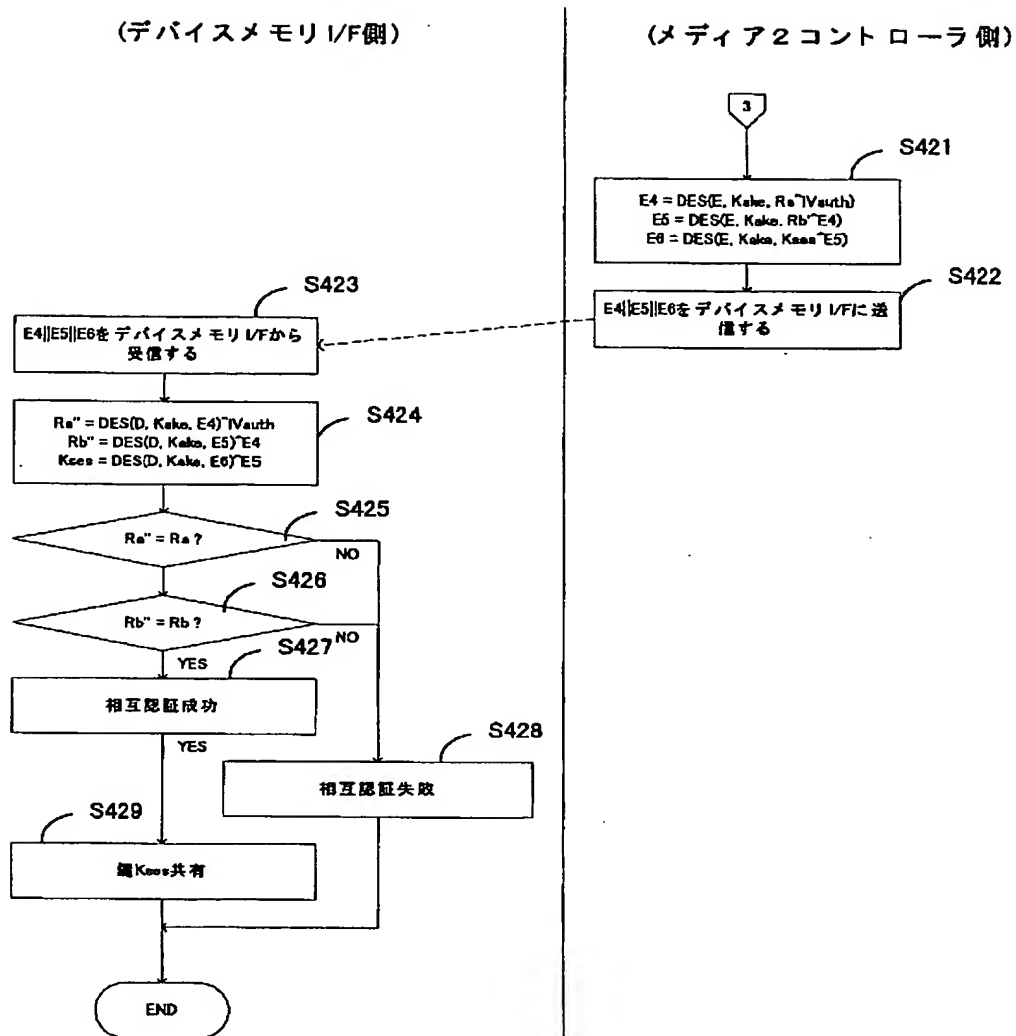 (デバイスメモリI/F側)
(メディア2コントローラ側)
3
S421
E4 = DES(E, Kake, Ra^IVauth)
E5 = DES(E, Kake, Rb'^E4)
E6 = DES(E, Kake, Kses^E5)
S422
E4||E5||E6をデバイスメモリI/Fに送
信する
S423
E4||E5||E6をデバイスメモリI/Fから
受信する
S424
Ra" = DES(D, Kake, E4)^IVauth
Rb" = DES(D, Kake, E5)^E4
Kses = DES(D, Kake, E6)^E5
S425
Ra" = Ra ?
NO
S426
Rb" = Rb ?
NO
YES
S427
相互認証成功
YES
S428
相互認証失敗
S429
鍵Kses共有
END